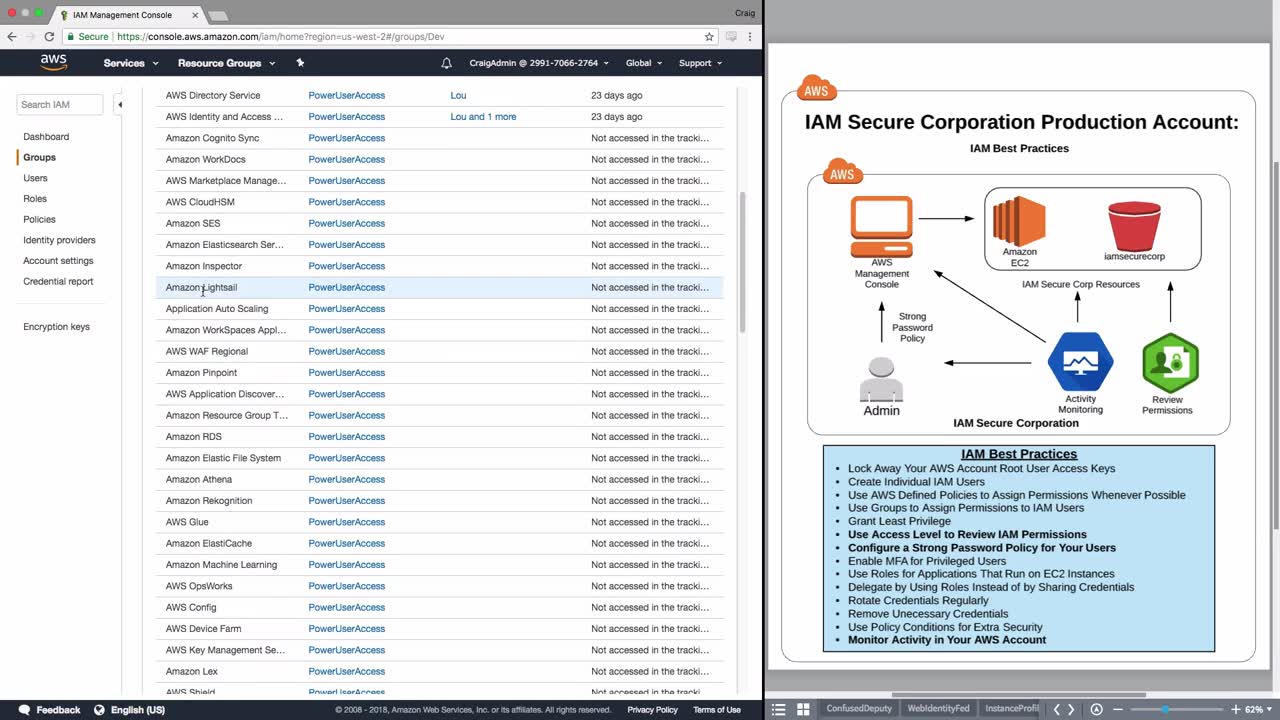 IAM Management Console
Craig
Secure
https://console.aws.amazon.com/iam/home?region=us-west-2#/groups/Dev
aws
Services
Resource Groups
CraigAdmin @ 2991-7066-2764
Global
Support
Search IAM
Dashboard
Groups
Users
Roles
Policies
Identity providers
Account settings
Credential report
Encryption keys
AWS Directory Service PowerUserAccess Lou 23 days ago
AWS Identity and Access ... PowerUserAccess Lou and 1 more 23 days ago
Amazon Cognito Sync PowerUserAccess Not accessed in the tracki...
Amazon WorkDocs PowerUserAccess Not accessed in the tracki...
AWS Marketplace Manage... PowerUserAccess Not accessed in the tracki...
AWS CloudHSM PowerUserAccess Not accessed in the tracki...
Amazon SES PowerUserAccess Not accessed in the tracki...
Amazon Elasticsearch Ser... PowerUserAccess Not accessed in the tracki...
Amazon Inspector PowerUserAccess Not accessed in the tracki...
Amazon Lightsail PowerUserAccess Not accessed in the tracki...
Application Auto Scaling PowerUserAccess Not accessed in the tracki...
Amazon WorkSpaces Appl... PowerUserAccess Not accessed in the tracki...
AWS WAF Regional PowerUserAccess Not accessed in the tracki...
Amazon Pinpoint PowerUserAccess Not accessed in the tracki...
AWS Application Discover... PowerUserAccess Not accessed in the tracki...
Amazon Resource Group T... PowerUserAccess Not accessed in the tracki...
Amazon RDS PowerUserAccess Not accessed in the tracki...
Amazon Elastic File System PowerUserAccess Not accessed in the tracki...
Amazon Athena PowerUserAccess Not accessed in the tracki...
Amazon Rekognition PowerUserAccess Not accessed in the tracki...
AWS Glue PowerUserAccess Not accessed in the tracki...
Amazon ElastiCache PowerUserAccess Not accessed in the tracki...
Amazon Machine Learning PowerUserAccess Not accessed in the tracki...
AWS OpsWorks PowerUserAccess Not accessed in the tracki...
AWS Config PowerUserAccess Not accessed in the tracki...
AWS Device Farm PowerUserAccess Not accessed in the tracki...
AWS Key Management Se... PowerUserAccess Not accessed in the tracki...
Amazon Lex PowerUserAccess Not accessed in the tracki...
AWS Shield PowerUserAccess Not accessed in the tracki...
Feedback
English (US)
© 2008 - 2018, Amazon Web Services, Inc. or its affiliates. All rights reserved.
Privacy Policy
Terms of Use
AWS
IAM Secure Corporation Production Account:
IAM Best Practices
AWS
AWS
Management
Console
Amazon
EC2
iamsecurecorp
IAM Secure Corp Resources
Strong
Password
Policy
Admin
Activity
Monitoring
Review
Permissions
IAM Secure Corporation
IAM Best Practices
• Lock Away Your AWS Account Root User Access Keys
• Create Individual IAM Users
• Use AWS Defined Policies to Assign Permissions Whenever Possible
• Use Groups to Assign Permissions to IAM Users
• Grant Least Privilege
• Use Access Level to Review IAM Permissions
• Configure a Strong Password Policy for Your Users
• Enable MFA for Privileged Users
• Use Roles for Applications That Run on EC2 Instances
• Delegate by Using Roles Instead of by Sharing Credentials
• Rotate Credentials Regularly
• Remove Unnecessary Credentials
• Use Policy Conditions for Extra Security
• Monitor Activity in Your AWS Account
ConfusedDeputy
WebIdentityFed
InstanceProfil
62%